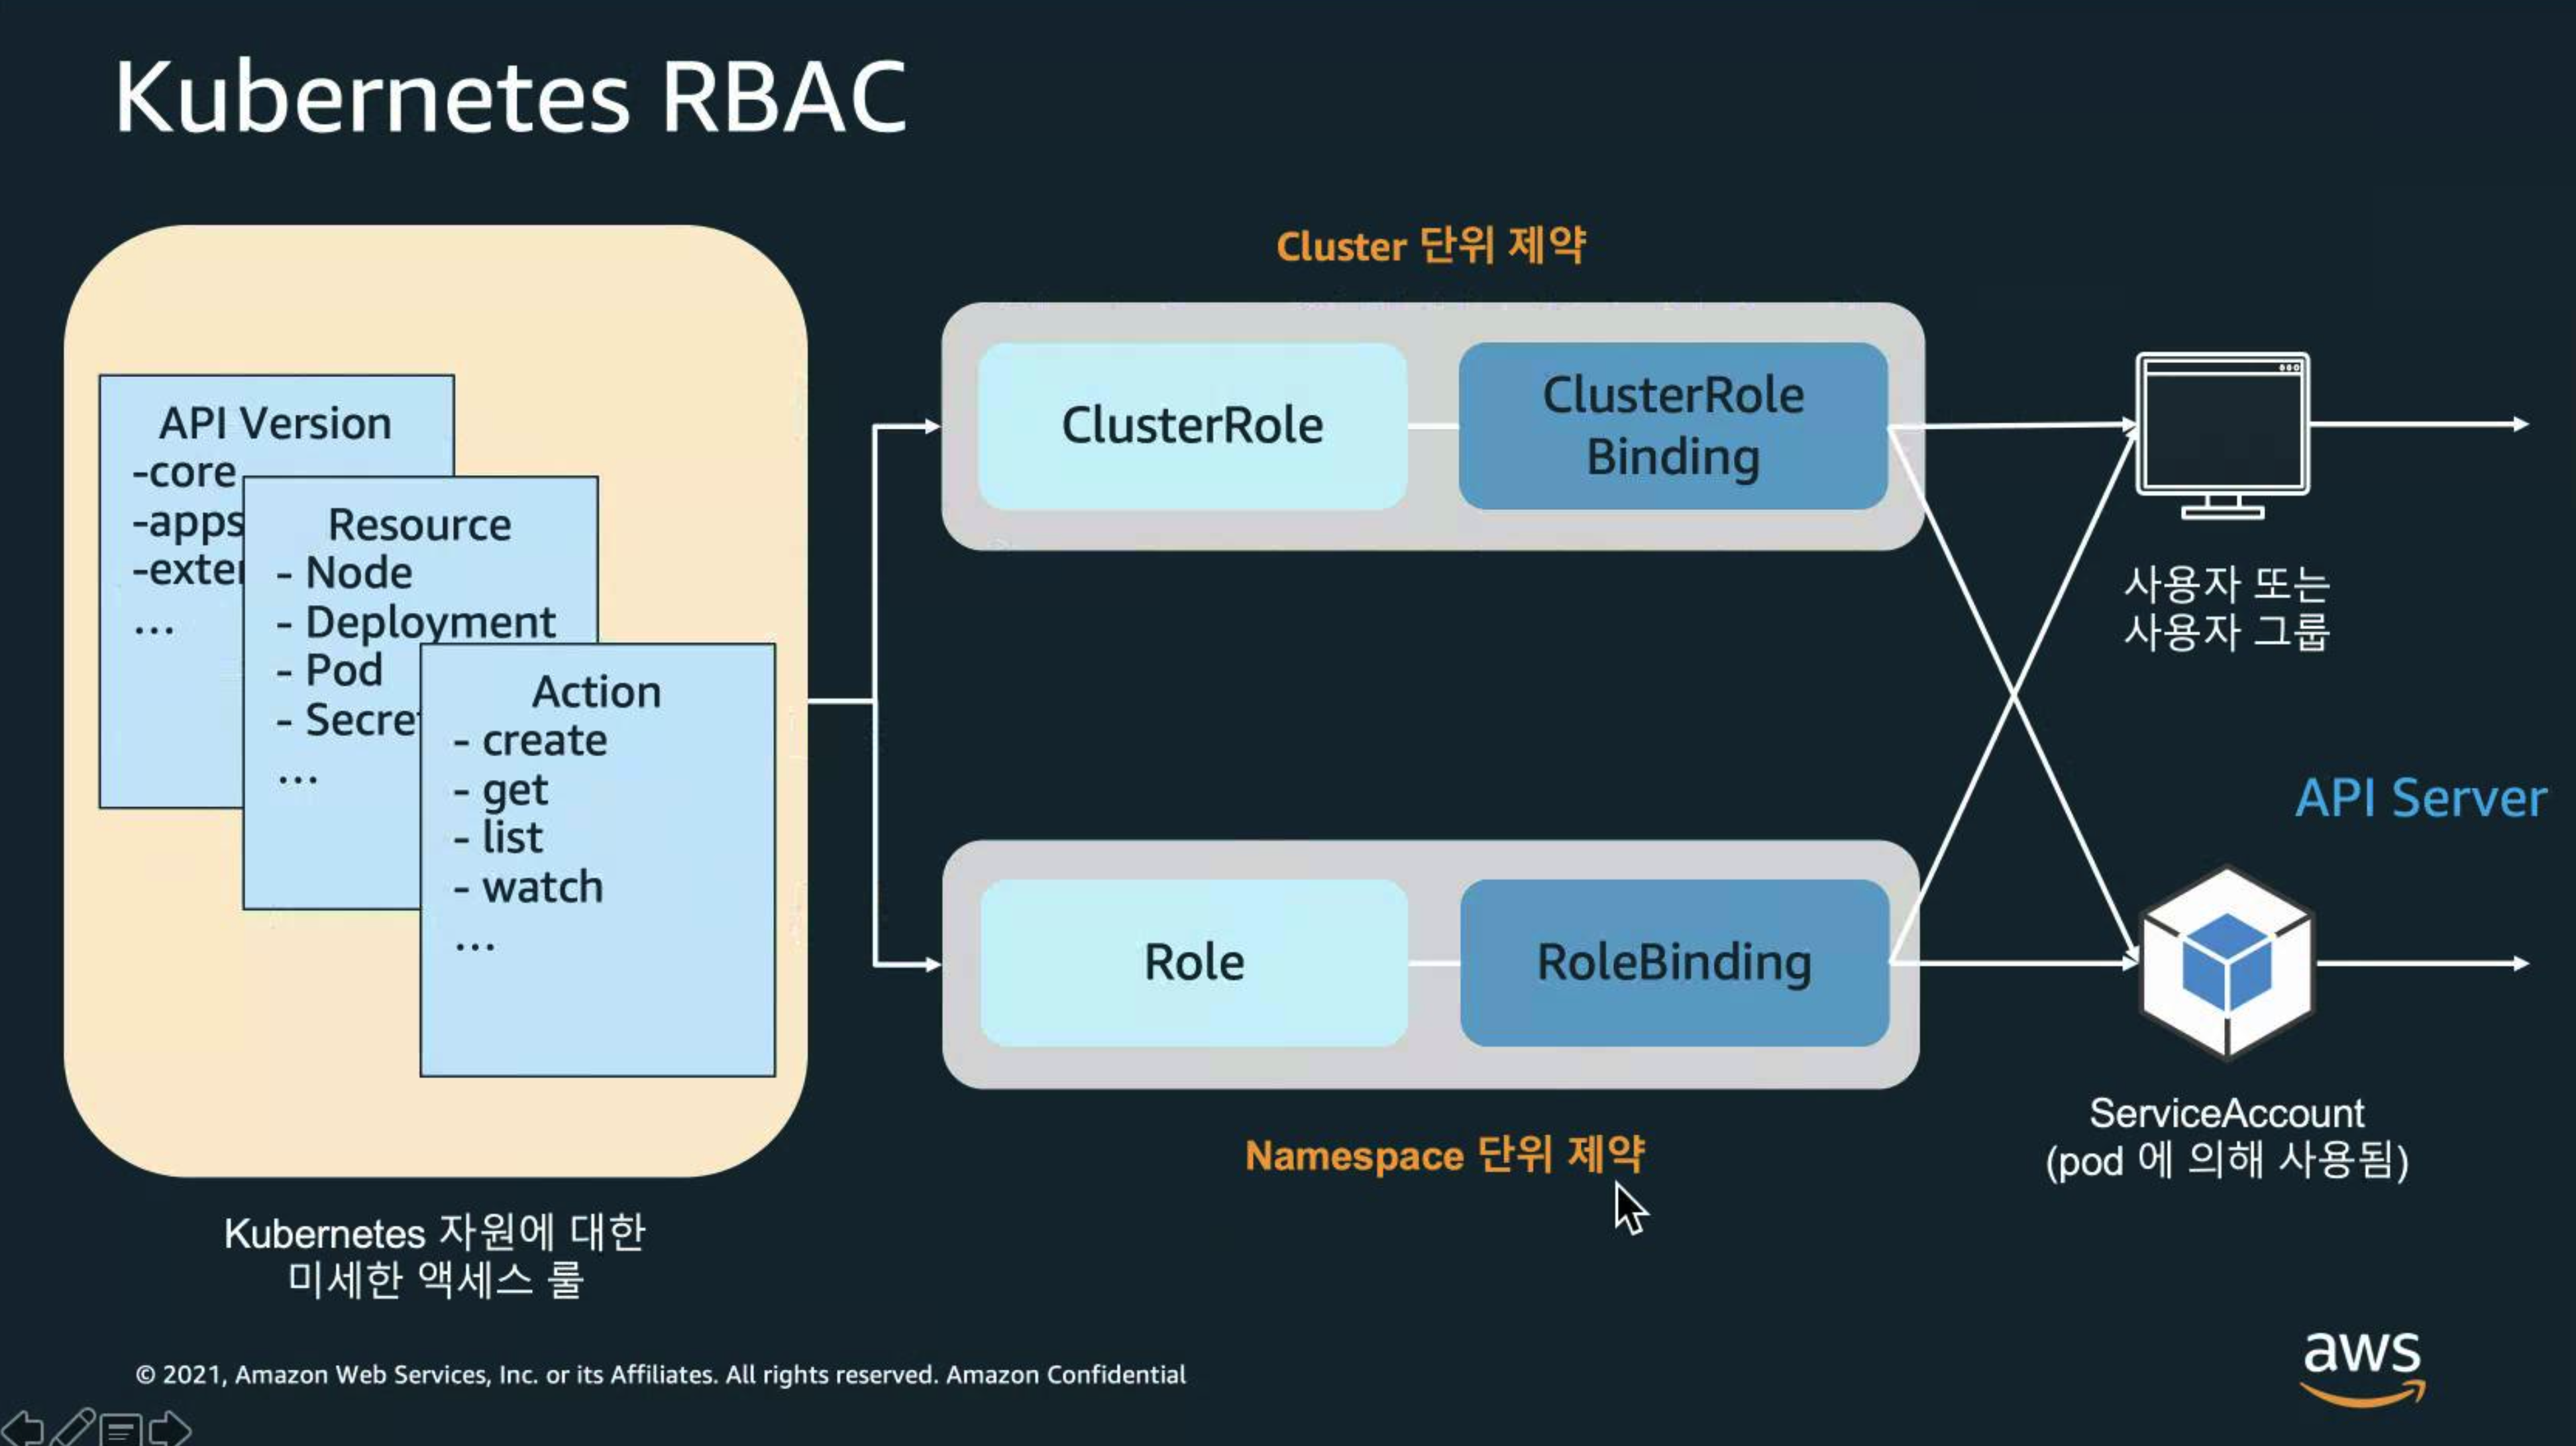 Kubernetes RBAC
API Version
-core
-apps
-exter
...
Resource
- Node
- Deployment
- Pod
- Secret
...
Action
- create
- get
- list
- watch
...
Kubernetes 자원에 대한
미세한 액세스 룰
Cluster 단위 제약
ClusterRole
ClusterRole
Binding
Role
RoleBinding
Namespace 단위 제약
사용자 또는
사용자 그룹
API Server
ServiceAccount
(pod 에 의해 사용됨)
© 2021, Amazon Web Services, Inc. or its Affiliates. All rights reserved. Amazon Confidential
aws